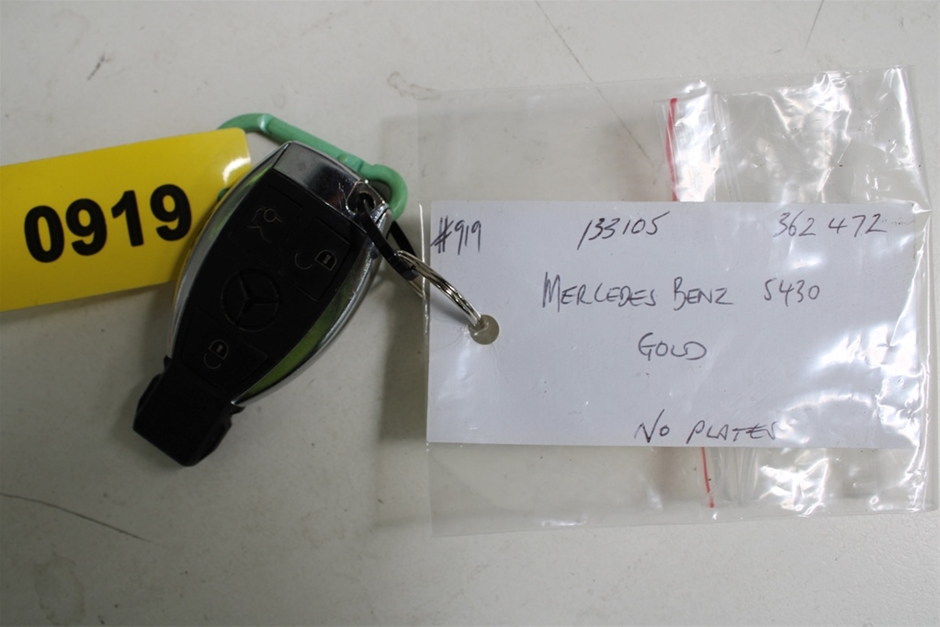 0919
#919 133105 362 472
MERCEDES BENZ S430
GOLD
NO PLATES